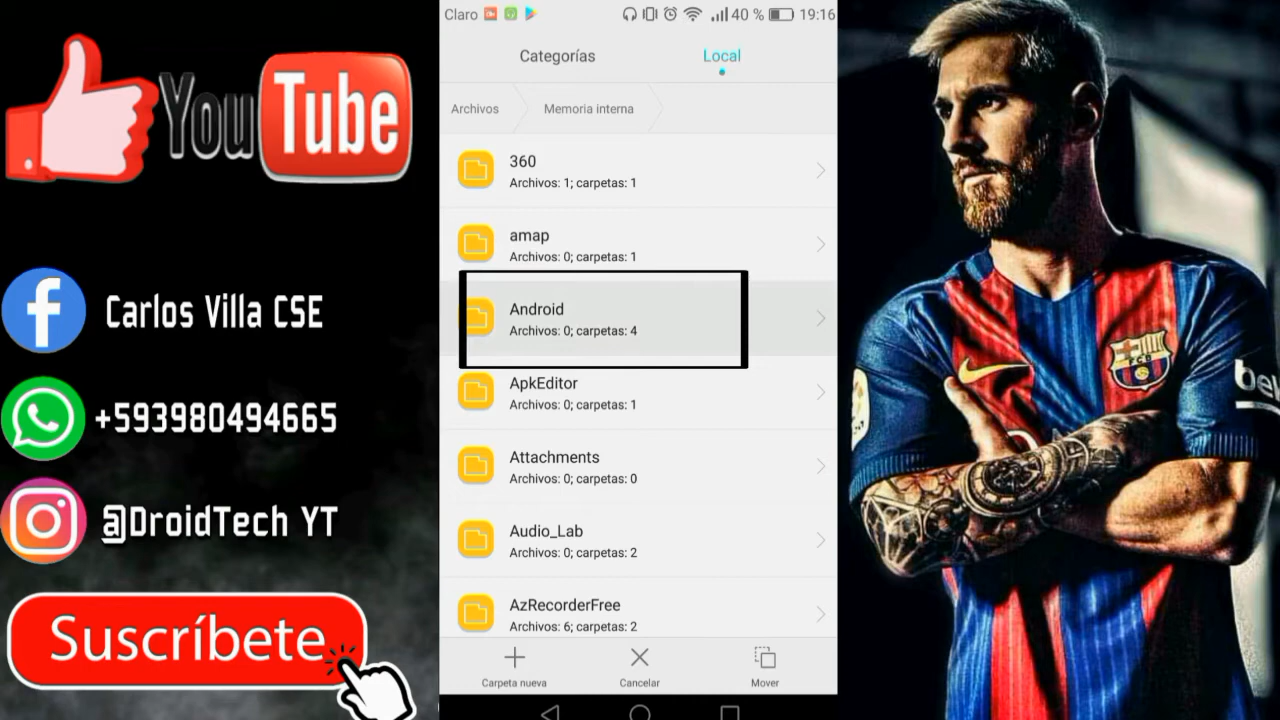 YouTube
Carlos Villa CSE
+593980494665
@DroidTech YT
Suscríbete
Claro 40 % 19:16
Categorías Local
Archivos Memoria interna
360
Archivos: 1; carpetas: 1
amap
Archivos: 0; carpetas: 1
Android
Archivos: 0; carpetas: 4
ApkEditor
Archivos: 0; carpetas: 1
Attachments
Archivos: 0; carpetas: 0
Audio_Lab
Archivos: 0; carpetas: 2
AzRecorderFree
Archivos: 6; carpetas: 2
Carpeta nueva Cancelar Mover
FCB